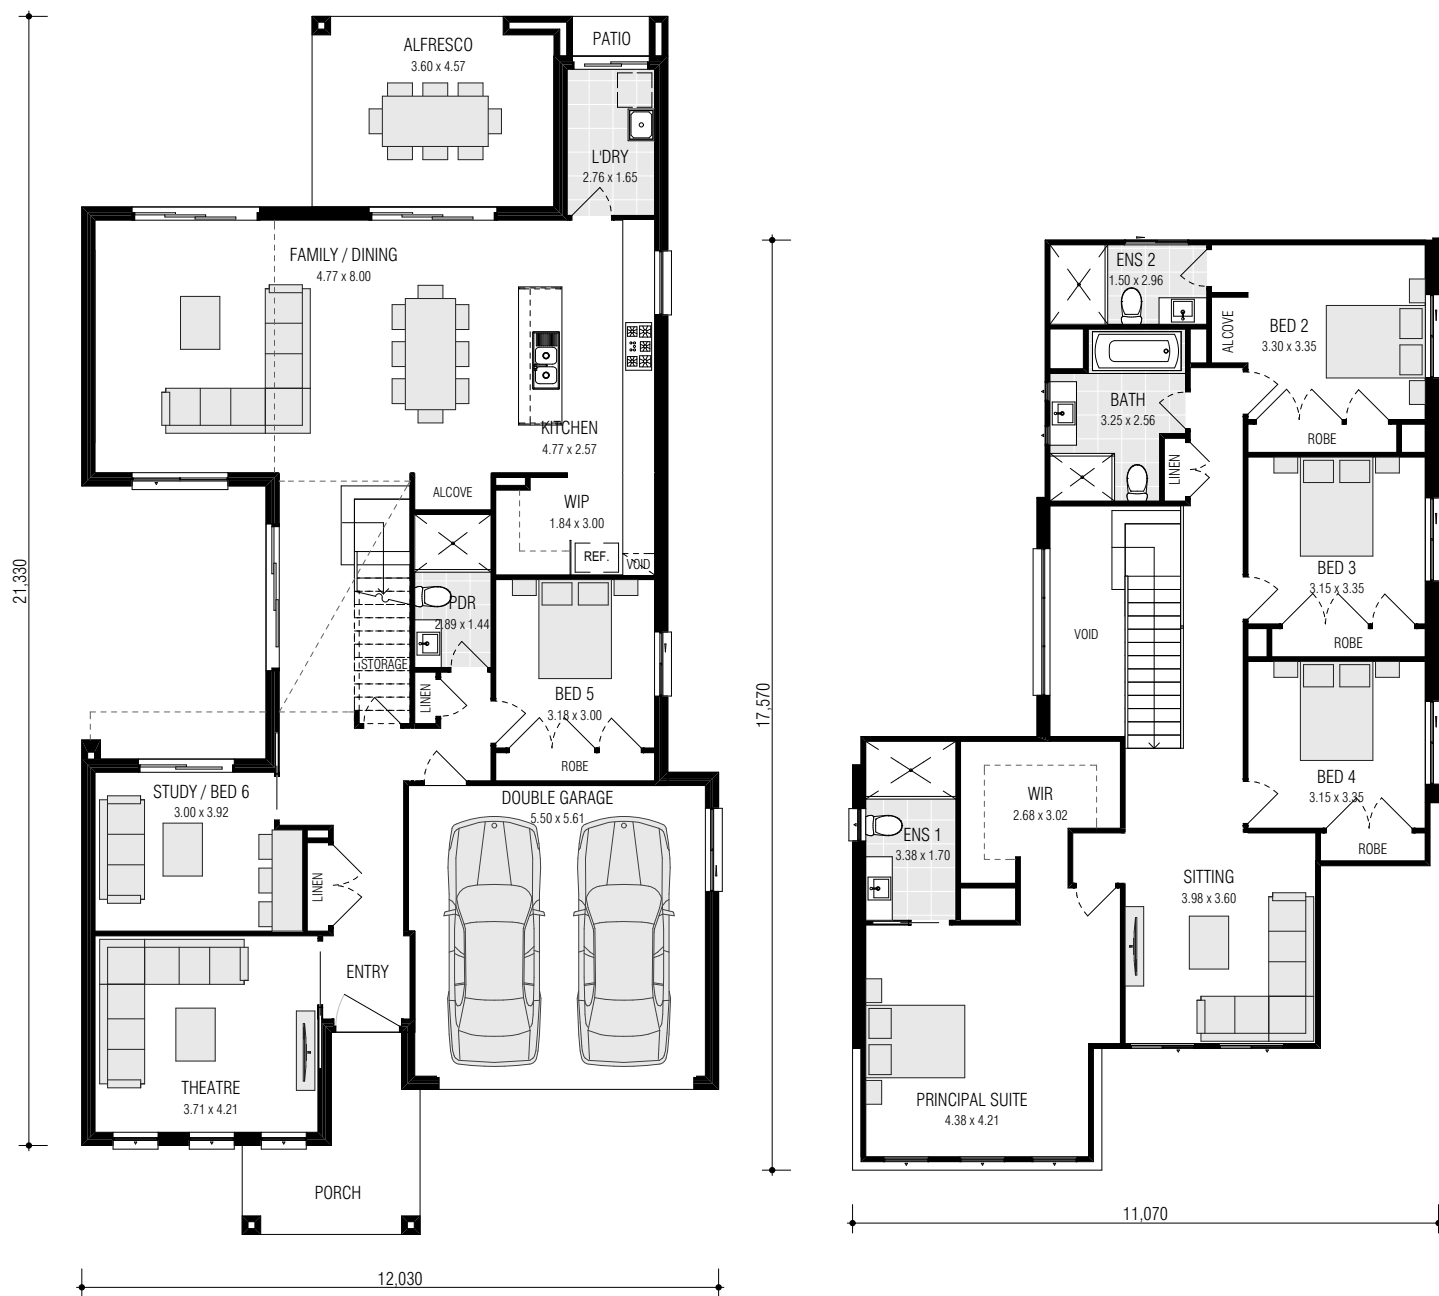 ALFRESCO
3.60 x 4.57
PATIO
L'DRY
2.76 x 1.65
FAMILY / DINING
4.77 x 8.00
KITCHEN
4.77 x 2.57
ALCOVE
WIP
1.84 x 3.00
REF.
VOID
PDR
2.89 x 1.44
STORAGE
LINEN
BED 5
3.18 x 3.00
ROBE
STUDY / BED 6
3.00 x 3.92
LINEN
DOUBLE GARAGE
5.50 x 5.61
ENTRY
THEATRE
3.71 x 4.21
PORCH
21,330
12,030
ENS 2
1.50 x 2.96
ALCOVE
BED 2
3.30 x 3.35
BATH
3.25 x 2.56
LINEN
ROBE
BED 3
3.15 x 3.35
ROBE
VOID
BED 4
3.15 x 3.35
ROBE
WIR
2.68 x 3.02
ENS 1
3.38 x 1.70
SITTING
3.98 x 3.60
PRINCIPAL SUITE
4.38 x 4.21
17,570
11,070